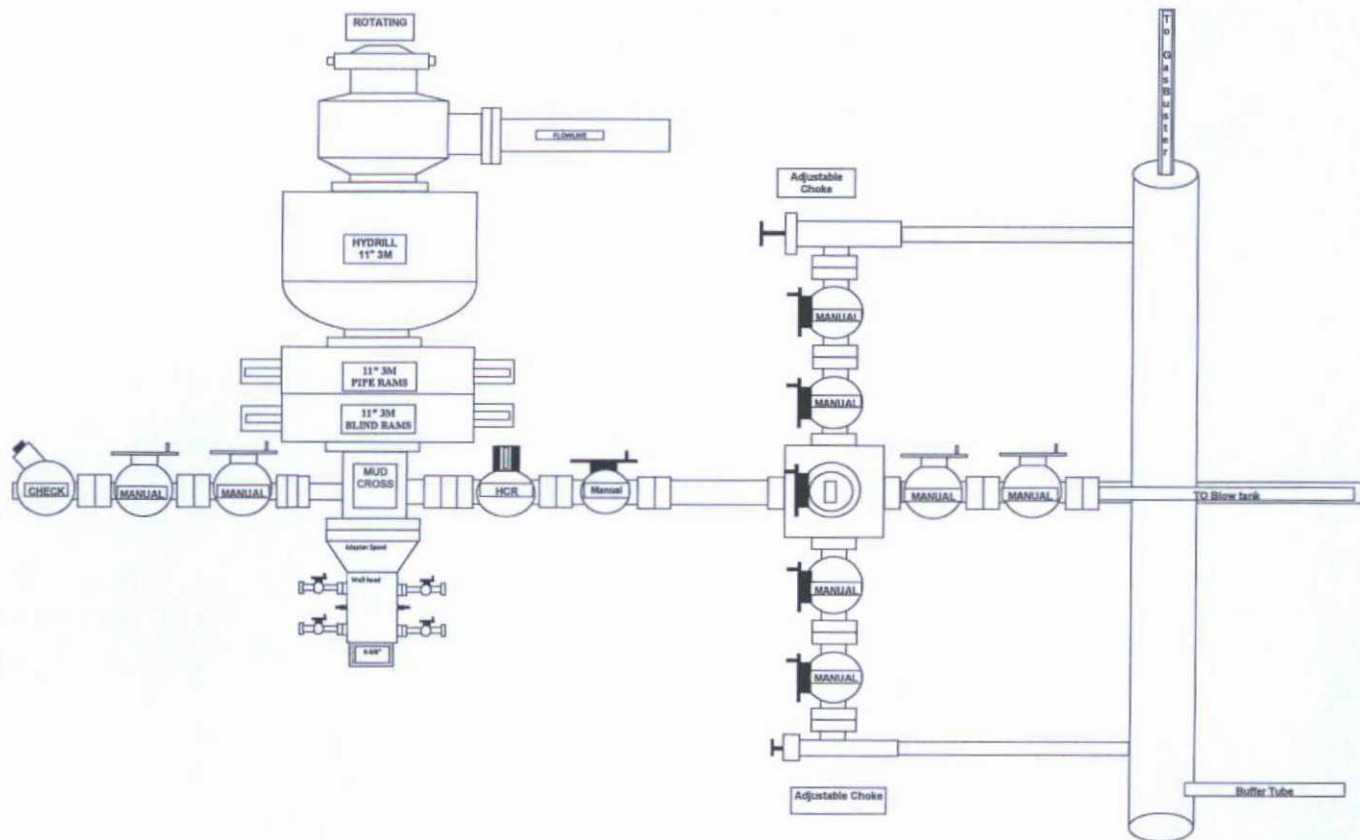 ROTATING
To GasBuster
FLOWLINE
Adjustable
Choke
HYDRILL
11" 3M
MANUAL
11" 3M
PIPE RAMS
MANUAL
11" 3M
BLIND RAMS
CHECK
MANUAL
MANUAL
MUD
CROSS
HCR
Manual
MANUAL
MANUAL
TO Blow tank
Adapter Spool
Well head
MANUAL
MANUAL
Adjustable Choke
Buffer Tube